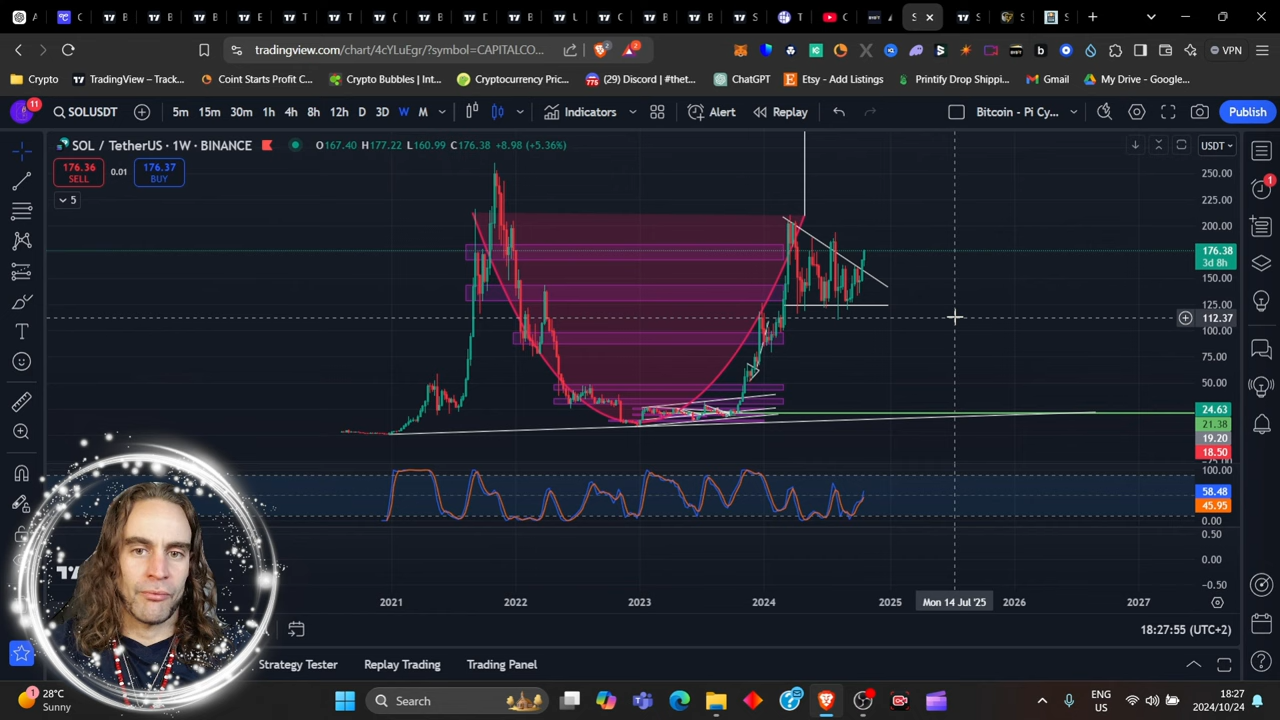 tradingview.com/chart/4cYLuEgr/?symbol=CAPITALCO...
VPN
Crypto
TradingView – Track...
Coint Starts Profit C...
Crypto Bubbles | Int...
Cryptocurrency Pric...
(29) Discord | #thet...
ChatGPT
Etsy - Add Listings
Printify Drop Shippi...
Gmail
My Drive - Google...
11
SOLUSDT
5m 15m 30m 1h 4h 8h 12h D 3D W M
Indicators
Alert
Replay
Bitcoin - Pi Cy...
Publish
SOL / TetherUS · 1W · BINANCE
O167.40 H177.22 L160.99 C176.38 +8.98 (+5.36%)
USDT
176.36
SELL
0.01
176.37
BUY
5
250.00
200.00
176.38
3d 8h
150.00
125.00
112.37
100.00
75.00
50.00
24.63
21.38
19.20
18.50
100.00
58.48
45.95
0.00
0.50
0.00
−0.50
2021
2022
2023
2024
2025
Mon 14 Jul '25
2026
2027
18:27:55 (UTC+2)
Strategy Tester
Replay Trading
Trading Panel
28°C
Sunny
Search
ENG
US
18:27
2024/10/24